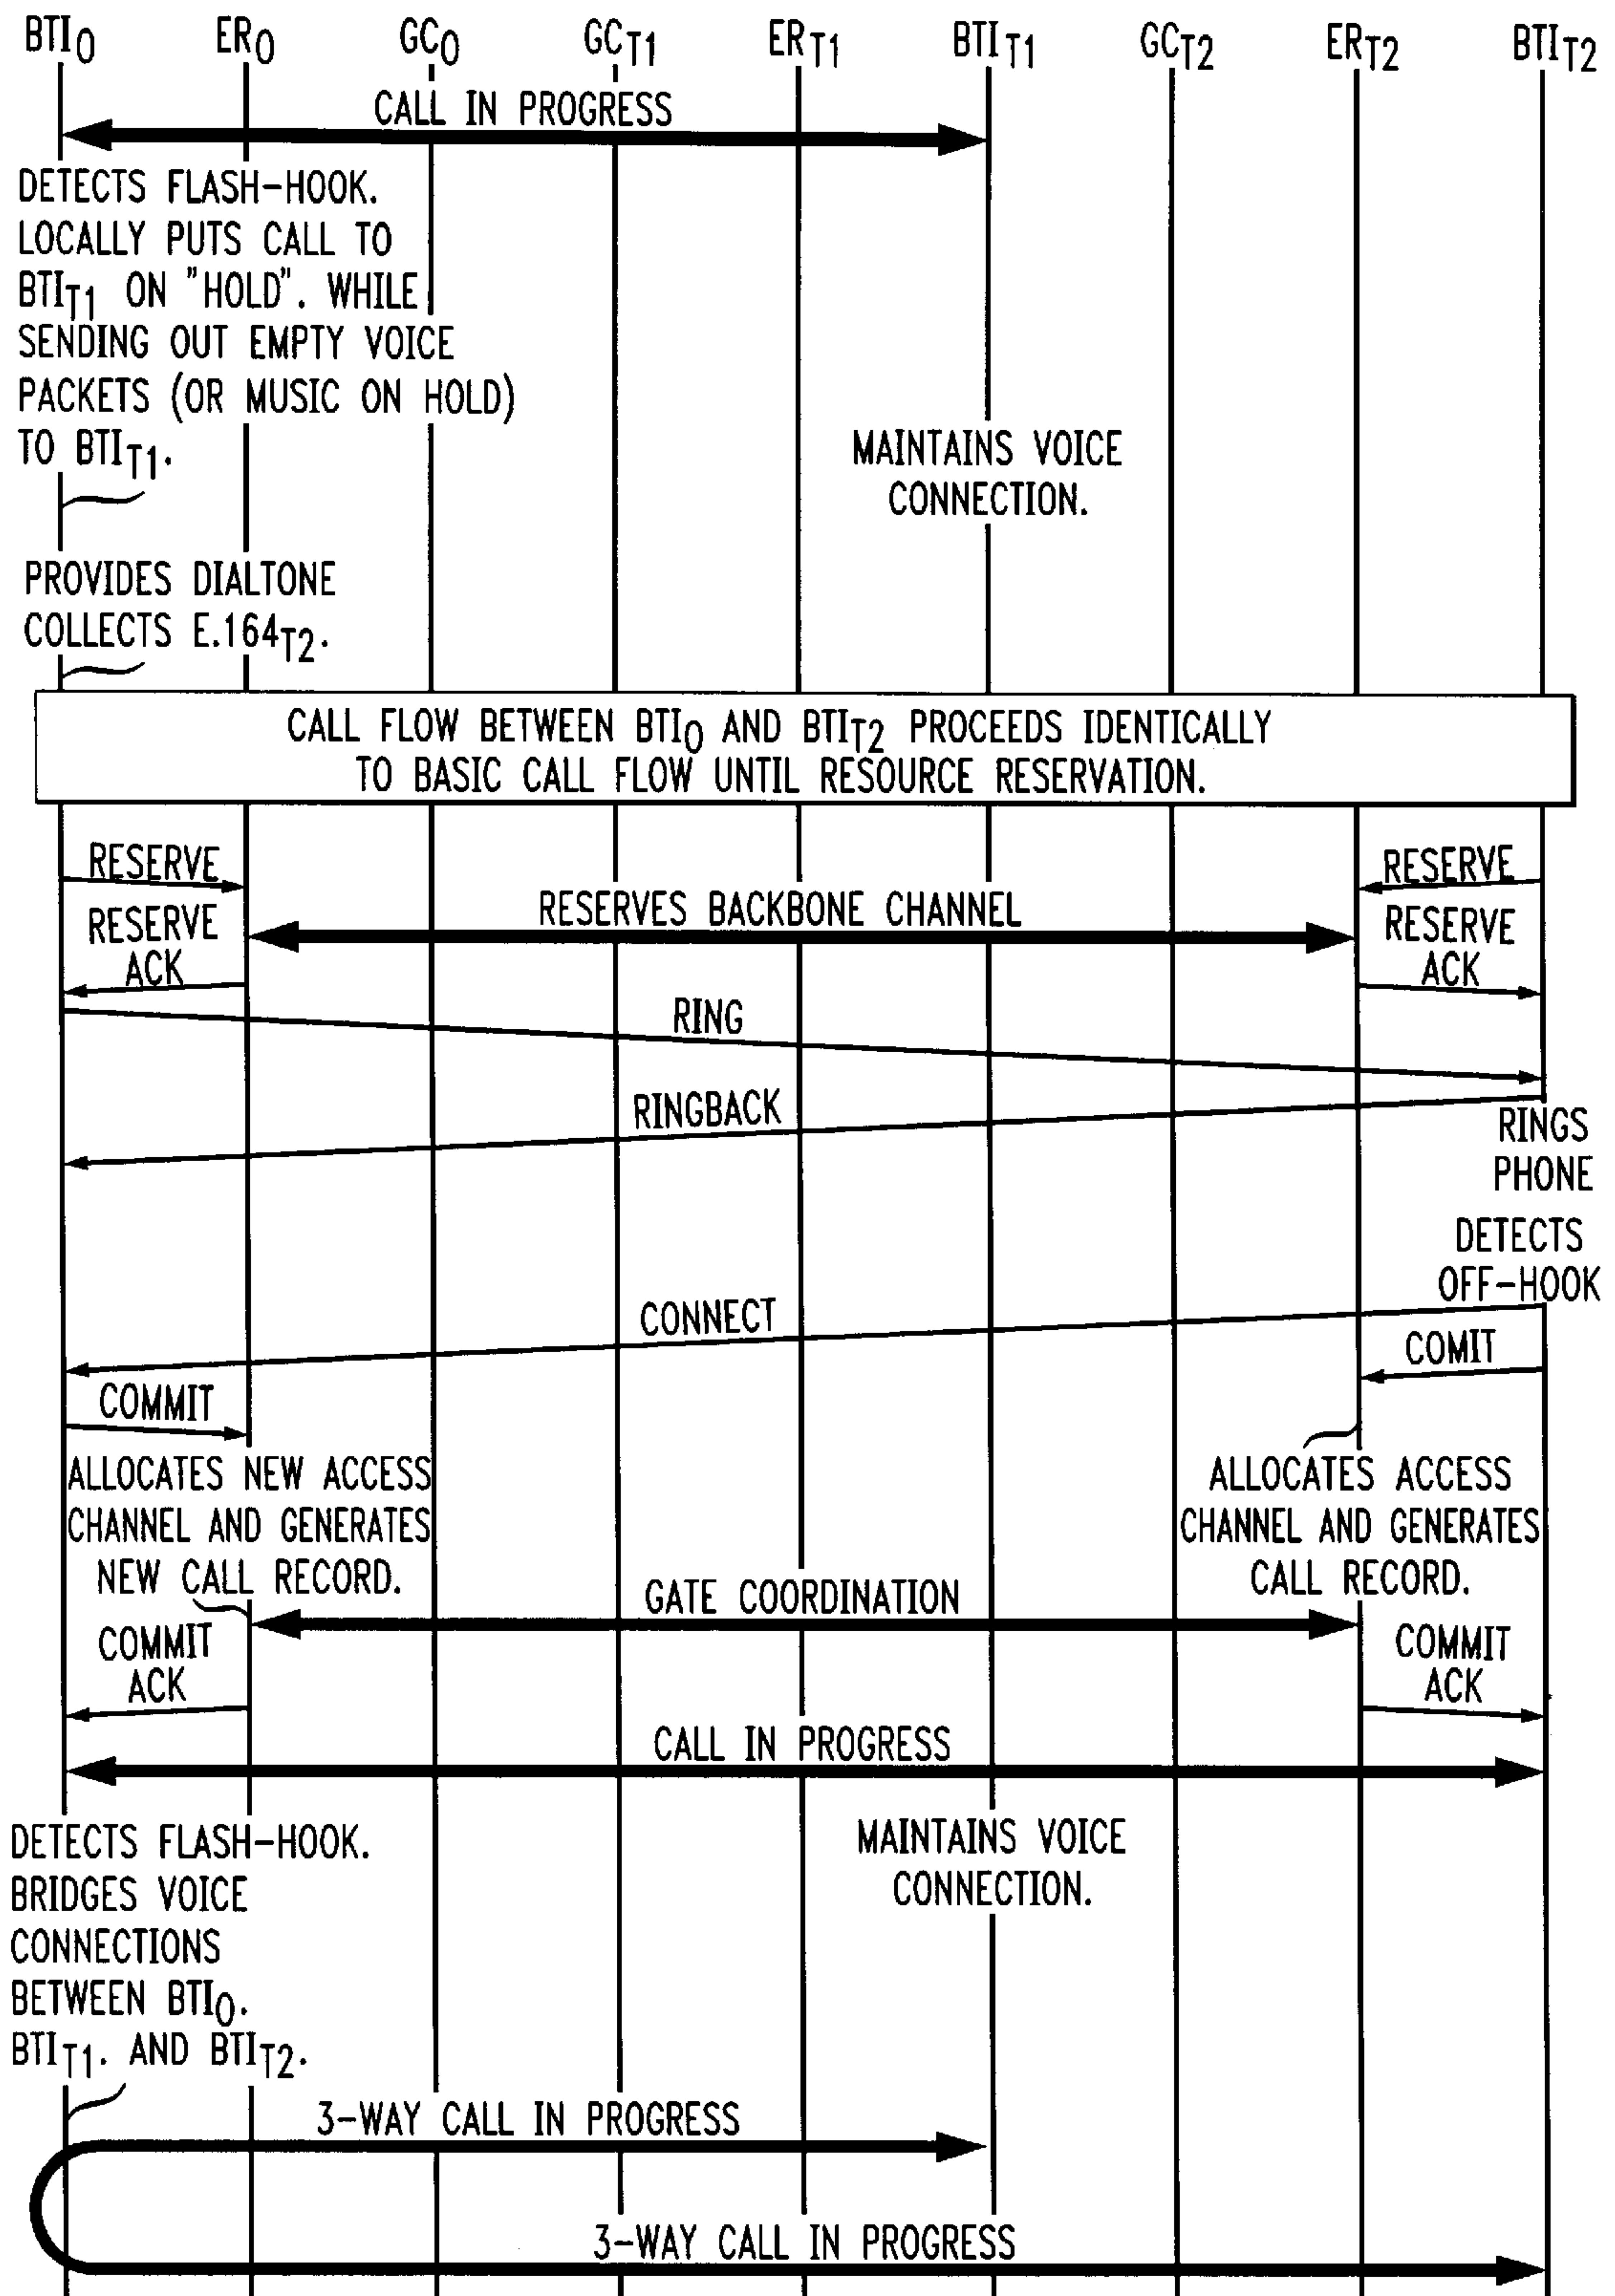 BTI0 ER0 GC0 GCT1 ERT1 BTIT1 GCT2 ERT2 BTIT2
CALL IN PROGRESS
DETECTS FLASH-HOOK.
LOCALLY PUTS CALL TO
BTIT1 ON "HOLD". WHILE
SENDING OUT EMPTY VOICE
PACKETS (OR MUSIC ON HOLD)
TO BTIT1.
MAINTAINS VOICE
CONNECTION.
PROVIDES DIALTONE
COLLECTS E.164T2.
CALL FLOW BETWEEN BTI0 AND BTIT2 PROCEEDS IDENTICALLY
TO BASIC CALL FLOW UNTIL RESOURCE RESERVATION.
RESERVE
RESERVE
RESERVES BACKBONE CHANNEL
RESERVE
ACK
RESERVE
ACK
RING
RINGBACK
RINGS
PHONE
DETECTS
OFF-HOOK
CONNECT
COMIT
COMMIT
ALLOCATES NEW ACCESS
CHANNEL AND GENERATES
NEW CALL RECORD.
ALLOCATES ACCESS
CHANNEL AND GENERATES
CALL RECORD.
GATE COORDINATION
COMMIT
ACK
COMMIT
ACK
CALL IN PROGRESS
DETECTS FLASH-HOOK.
BRIDGES VOICE
CONNECTIONS
BETWEEN BTI0.
BTIT1. AND BTIT2.
MAINTAINS VOICE
CONNECTION.
3-WAY CALL IN PROGRESS
3-WAY CALL IN PROGRESS